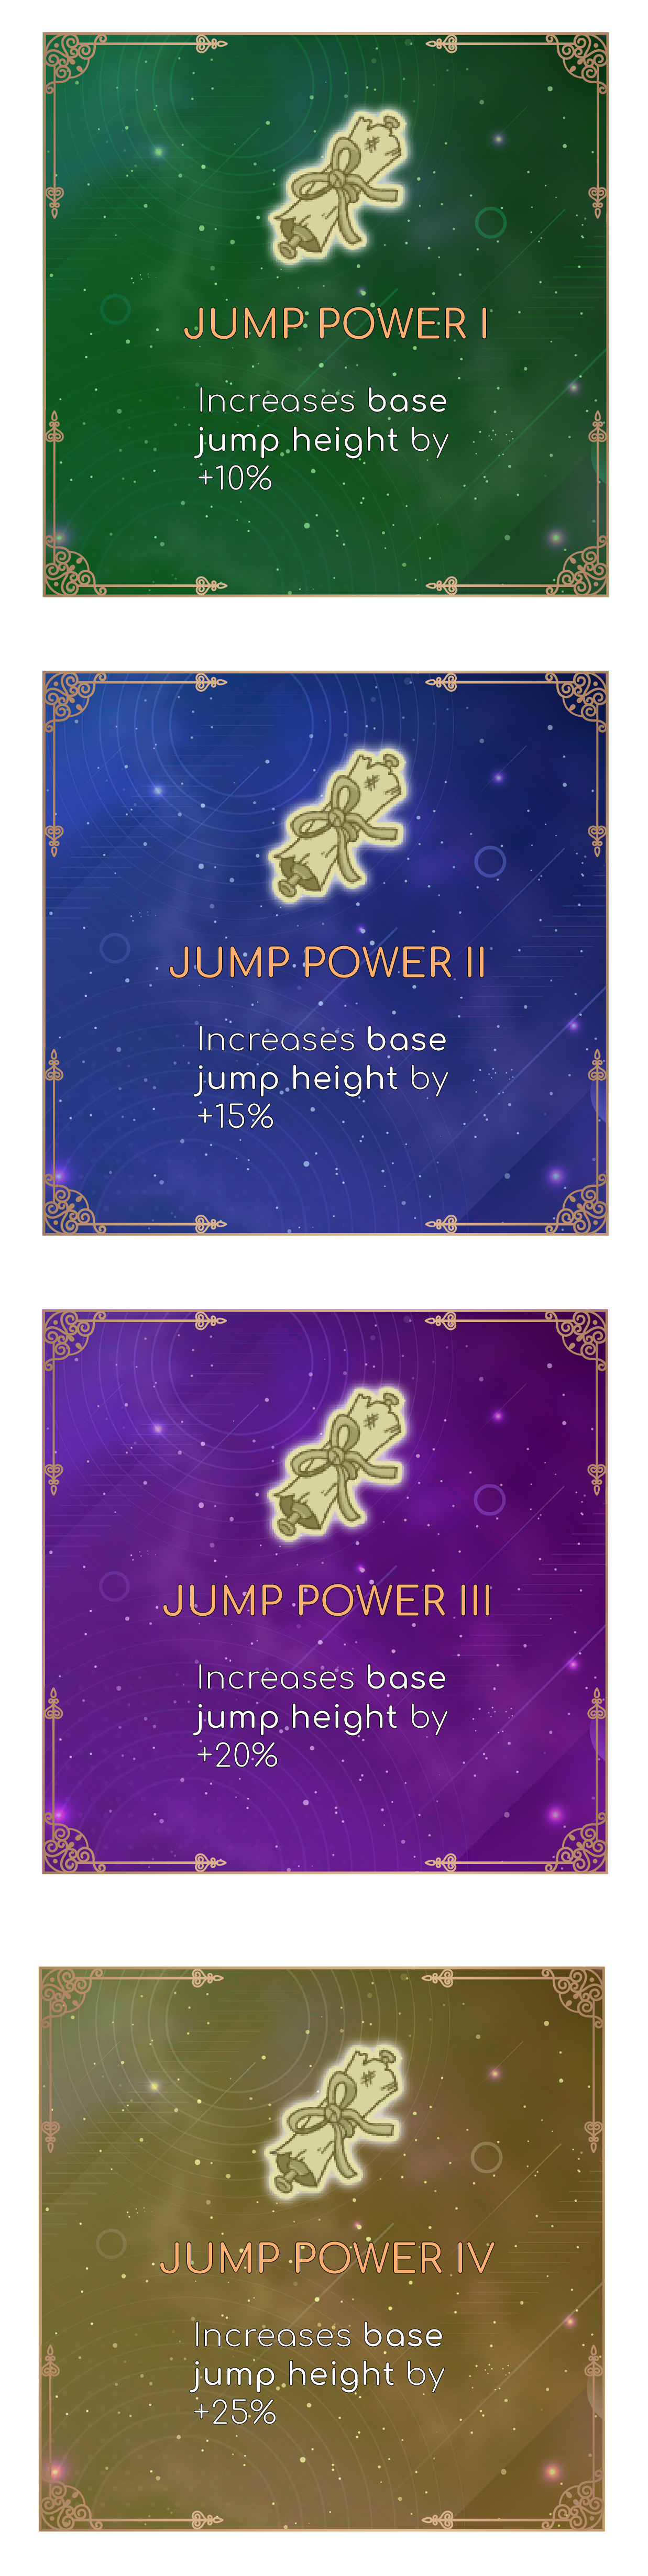 JUMP POWER I
Increases base
jump height by
+10%
JUMP POWER II
Increases base
jump height by
+15%
JUMP POWER III
Increases base
jump height by
+20%
JUMP POWER IV
Increases base
jump height by
+25%